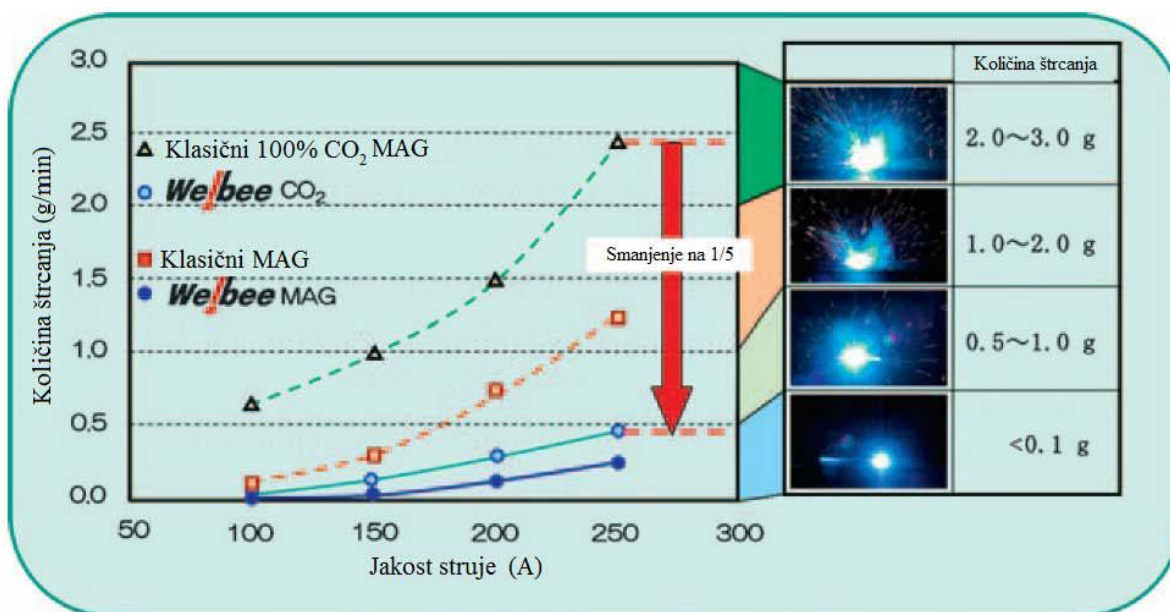 Količina štrcanja (g/min)
3.0
2.5
2.0
1.5
1.0
0.5
0.0
Klasični 100% CO₂ MAG
Welbee CO₂
Klasični MAG
Welbee MAG
Smanjenje na 1/5
50 100 150 200 250 300
Jakost struje (A)
Količina štrcanja
2.0~3.0 g
1.0~2.0 g
0.5~1.0 g
<0.1 g